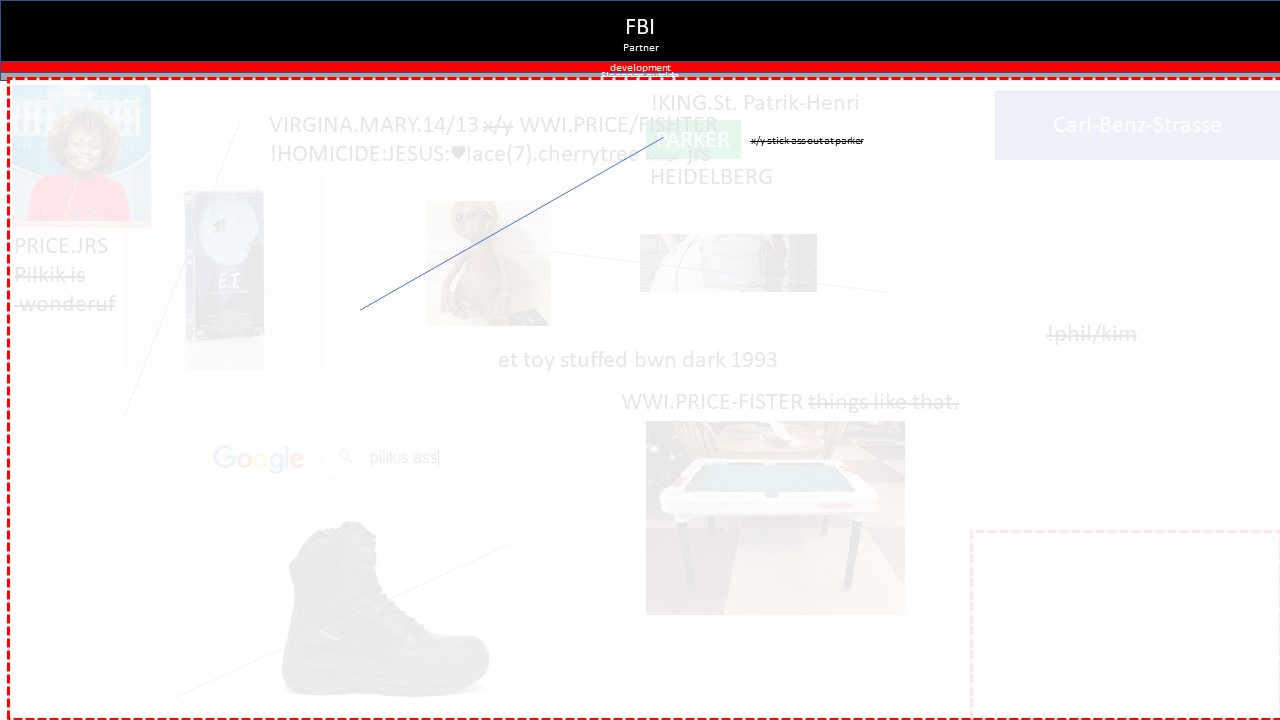 FBI
Partner
development
!KING.St. Patrik-Henri
VIRGINA.MARY.14/13 x/y WWI.PRICE/FISHTER
Carl-Benz-Strasse
PARKER
x/y stick ass out at parker
!HOMICIDE:JESUS:♥lace(7).cherrytree jrs
HEIDELBERG
PRICE.JRS
Pilkik is
wonderuf
E.T.
!phil/kim
et toy stuffed bwn dark 1993
WWI.PRICE-FISTER things like that.
Google
pilikis ass